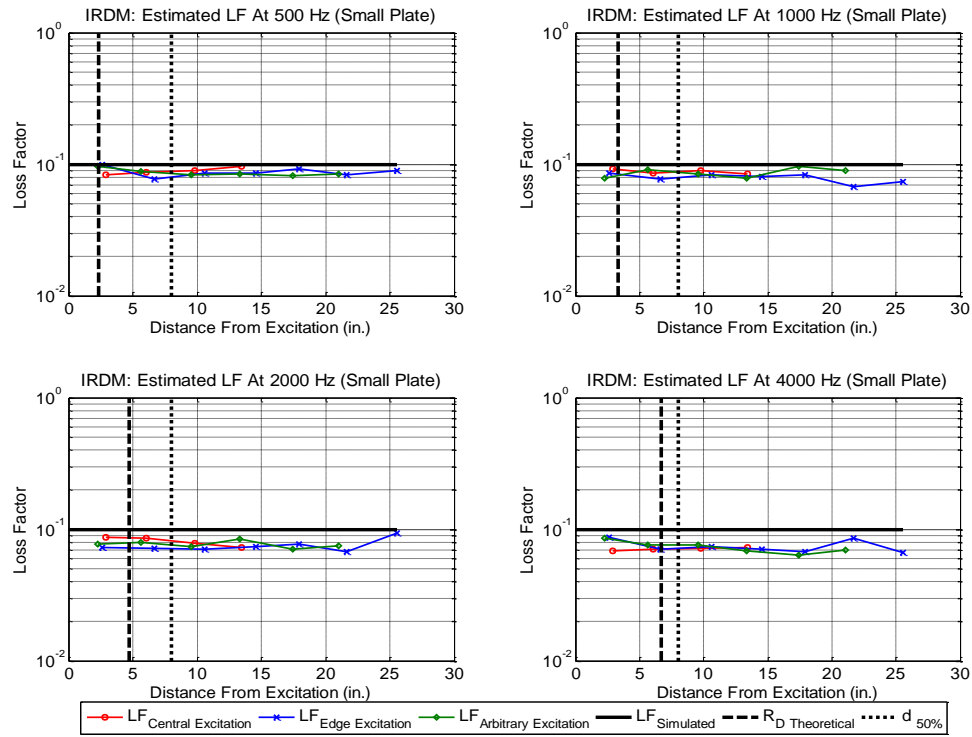 IRDM: Estimated LF At 500 Hz (Small Plate)
10^0
10^-1
10^-2
Loss Factor
0 5 10 15 20 25 30
Distance From Excitation (in.)
IRDM: Estimated LF At 1000 Hz (Small Plate)
10^0
10^-1
10^-2
Loss Factor
0 5 10 15 20 25 30
Distance From Excitation (in.)
IRDM: Estimated LF At 2000 Hz (Small Plate)
10^0
10^-1
10^-2
Loss Factor
0 5 10 15 20 25 30
Distance From Excitation (in.)
IRDM: Estimated LF At 4000 Hz (Small Plate)
10^0
10^-1
10^-2
Loss Factor
0 5 10 15 20 25 30
Distance From Excitation (in.)
LF Central Excitation LF Edge Excitation LF Arbitrary Excitation LF Simulated R D Theoretical d 50%